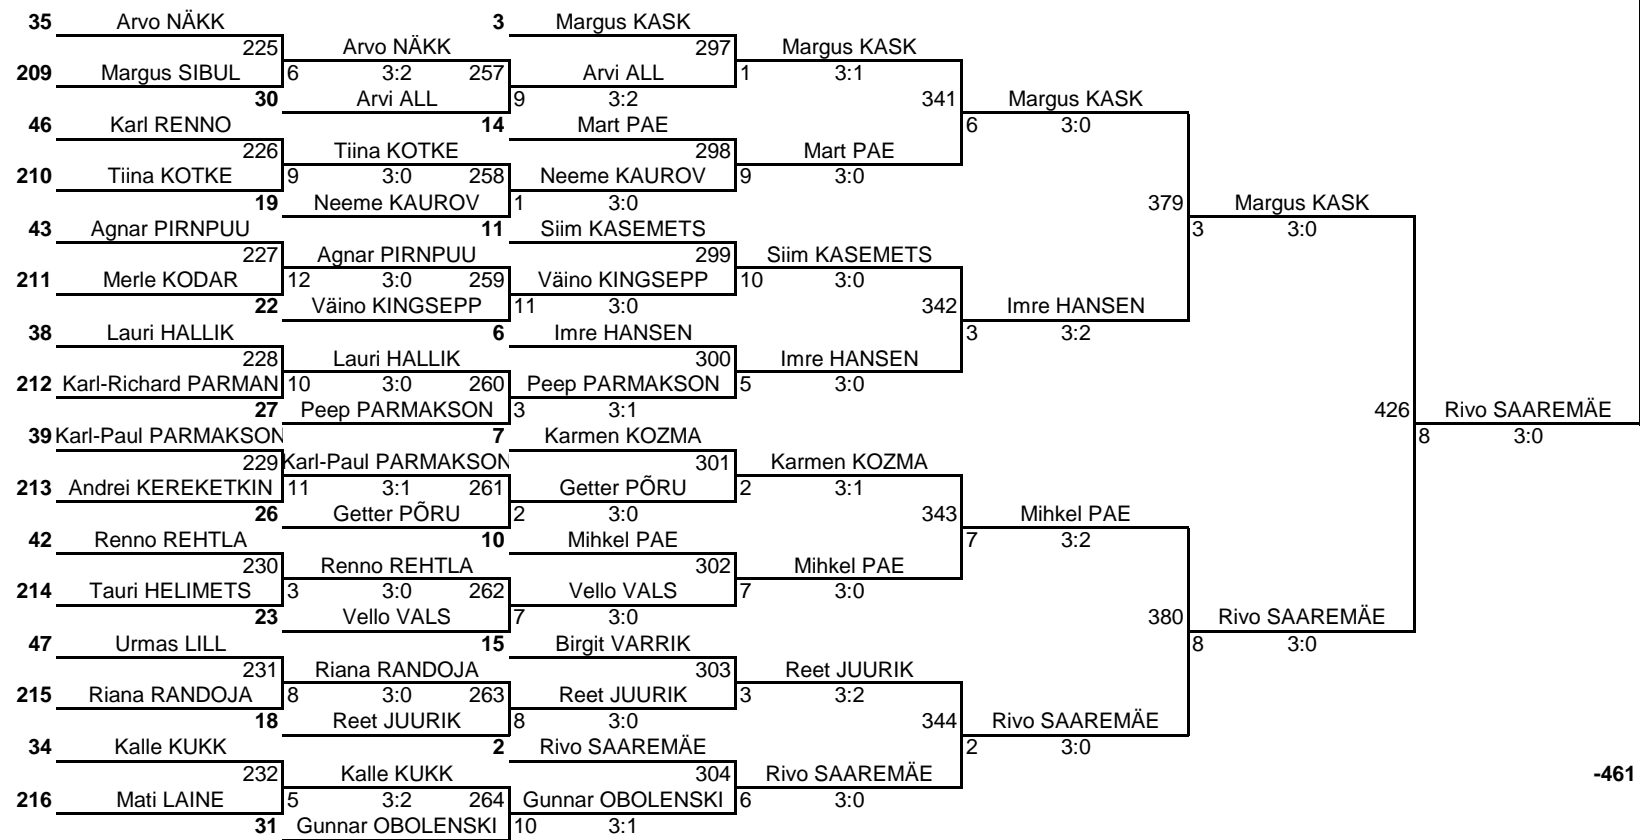 35 Arvo NÄKK 3 Margus KASK
225 Arvo NÄKK 297 Margus KASK
209 Margus SIBUL 6 3:2 257 Arvi ALL 1 3:1
30 Arvi ALL 9 3:2 341 Margus KASK
46 Karl RENNO 14 Mart PAE 6 3:0
226 Tiina KOTKE 298 Mart PAE
210 Tiina KOTKE 9 3:0 258 Neeme KAUROV 9 3:0
19 Neeme KAUROV 1 3:0 379 Margus KASK
43 Agnar PIRNPUU 11 Siim KASEMETS 3 3:0
227 Agnar PIRNPUU 299 Siim KASEMETS
211 Merle KODAR 12 3:0 259 Väino KINGSEPP 10 3:0
22 Väino KINGSEPP 11 3:0 342 Imre HANSEN
38 Lauri HALLIK 6 Imre HANSEN 3 3:2
228 Lauri HALLIK 300 Imre HANSEN
212 Karl-Richard PARMAN 10 3:0 260 Peep PARMAKSON 5 3:0
27 Peep PARMAKSON 3 3:1 426 Rivo SAAREMÄE
39 Karl-Paul PARMAKSON 7 Karmen KOZMA 8 3:0
229 Karl-Paul PARMAKSON 301 Karmen KOZMA
213 Andrei KEREKETKIN 11 3:1 261 Getter PÕRU 2 3:1
26 Getter PÕRU 2 3:0 343 Mihkel PAE
42 Renno REHTLA 10 Mihkel PAE 7 3:2
230 Renno REHTLA 302 Mihkel PAE
214 Tauri HELIMETS 3 3:0 262 Vello VALS 7 3:0
23 Vello VALS 7 3:0 380 Rivo SAAREMÄE
47 Urmas LILL 15 Birgit VARRIK 8 3:0
231 Riana RANDOJA 303 Reet JUURIK
215 Riana RANDOJA 8 3:0 263 Reet JUURIK 3 3:2
18 Reet JUURIK 8 3:0 344 Rivo SAAREMÄE
34 Kalle KUKK 2 Rivo SAAREMÄE 2 3:0
232 Kalle KUKK 304 Rivo SAAREMÄE -461
216 Mati LAINE 5 3:2 264 Gunnar OBOLENSKI 6 3:0
31 Gunnar OBOLENSKI 10 3:1